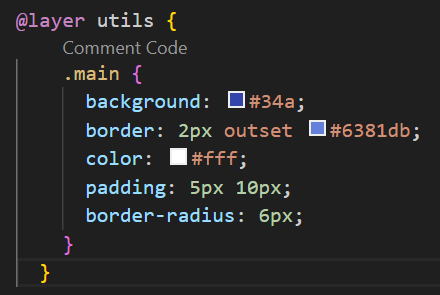 @layer utils {
Comment Code
.main {
background: #34a;
border: 2px outset #6381db;
color: #fff;
padding: 5px 10px;
border-radius: 6px;
}
}